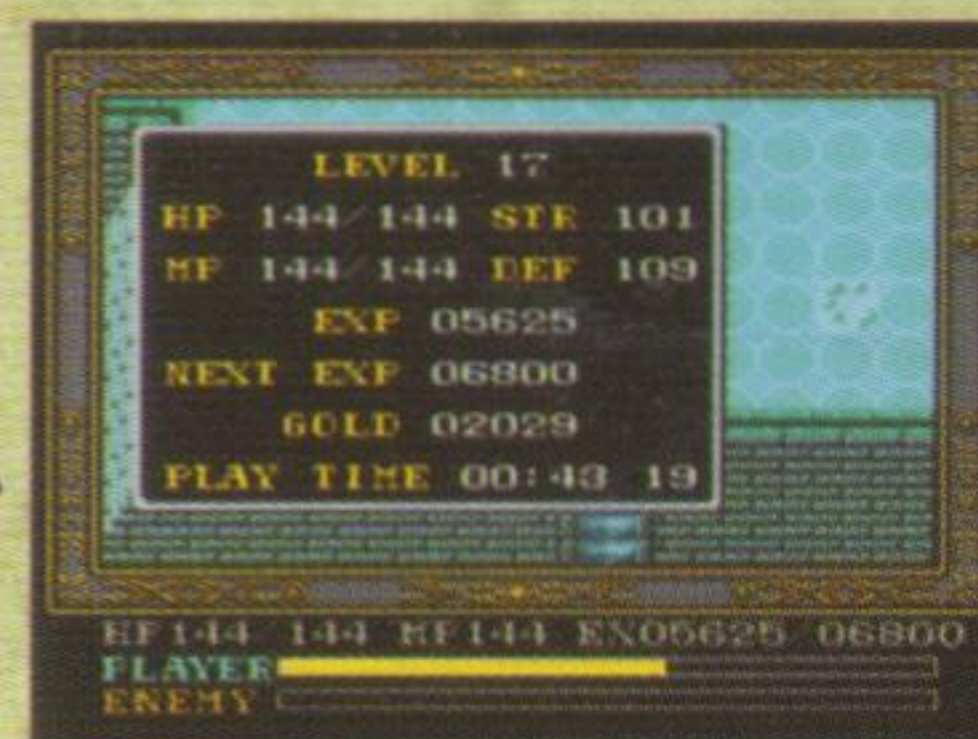 LEVEL 17
HP 144/144 STR 101
MP 144/144 DEF 109
EXP 05625
NEXT EXP 06800
GOLD 02029
PLAY TIME 00:43 19
HP144/144 MP144 EX05625/06800
PLAYER
ENEMY